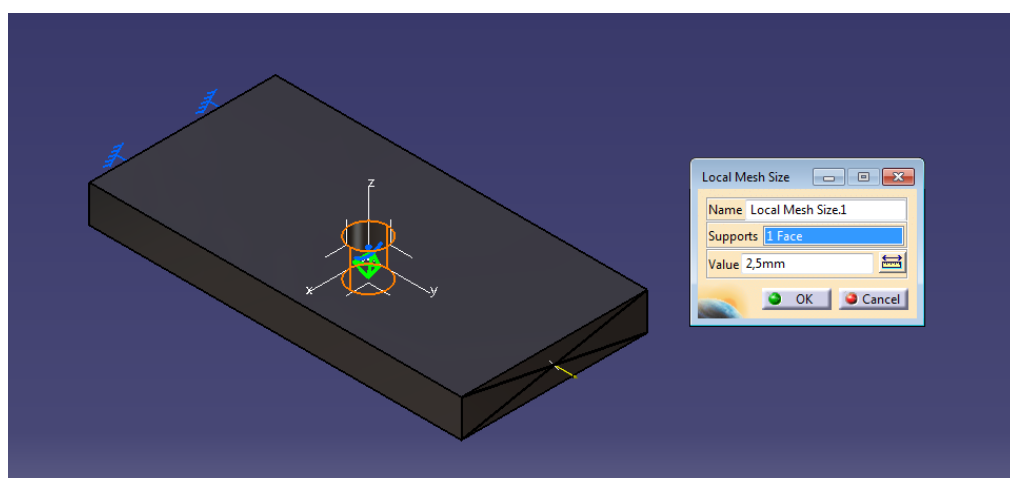 Local Mesh Size
Name Local Mesh Size.1
Supports 1 Face
Value 2,5mm
OK Cancel
z
x
y